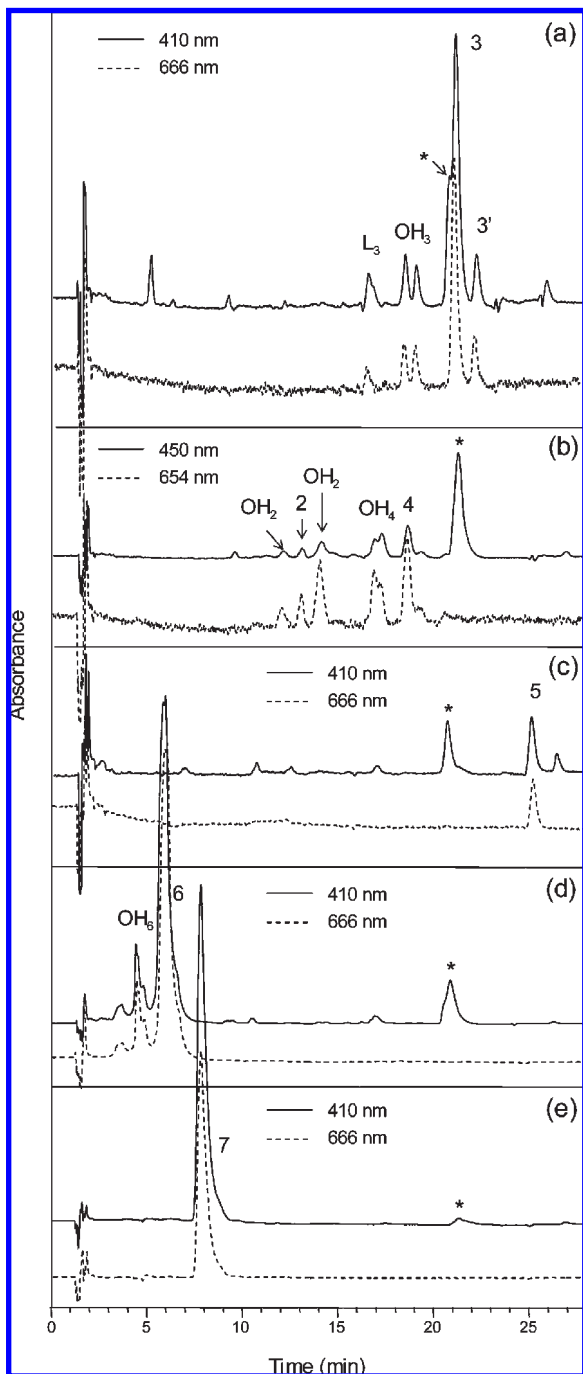 (a)
410 nm
666 nm
3
*
L₃
OH₃
3'
(b)
450 nm
654 nm
OH₂
2
OH₂
OH₄
4
*
(c)
410 nm
666 nm
*
5
(d)
410 nm
666 nm
6
OH₆
*
(e)
410 nm
666 nm
7
*
Absorbance
0 5 10 15 20 25
Time (min)